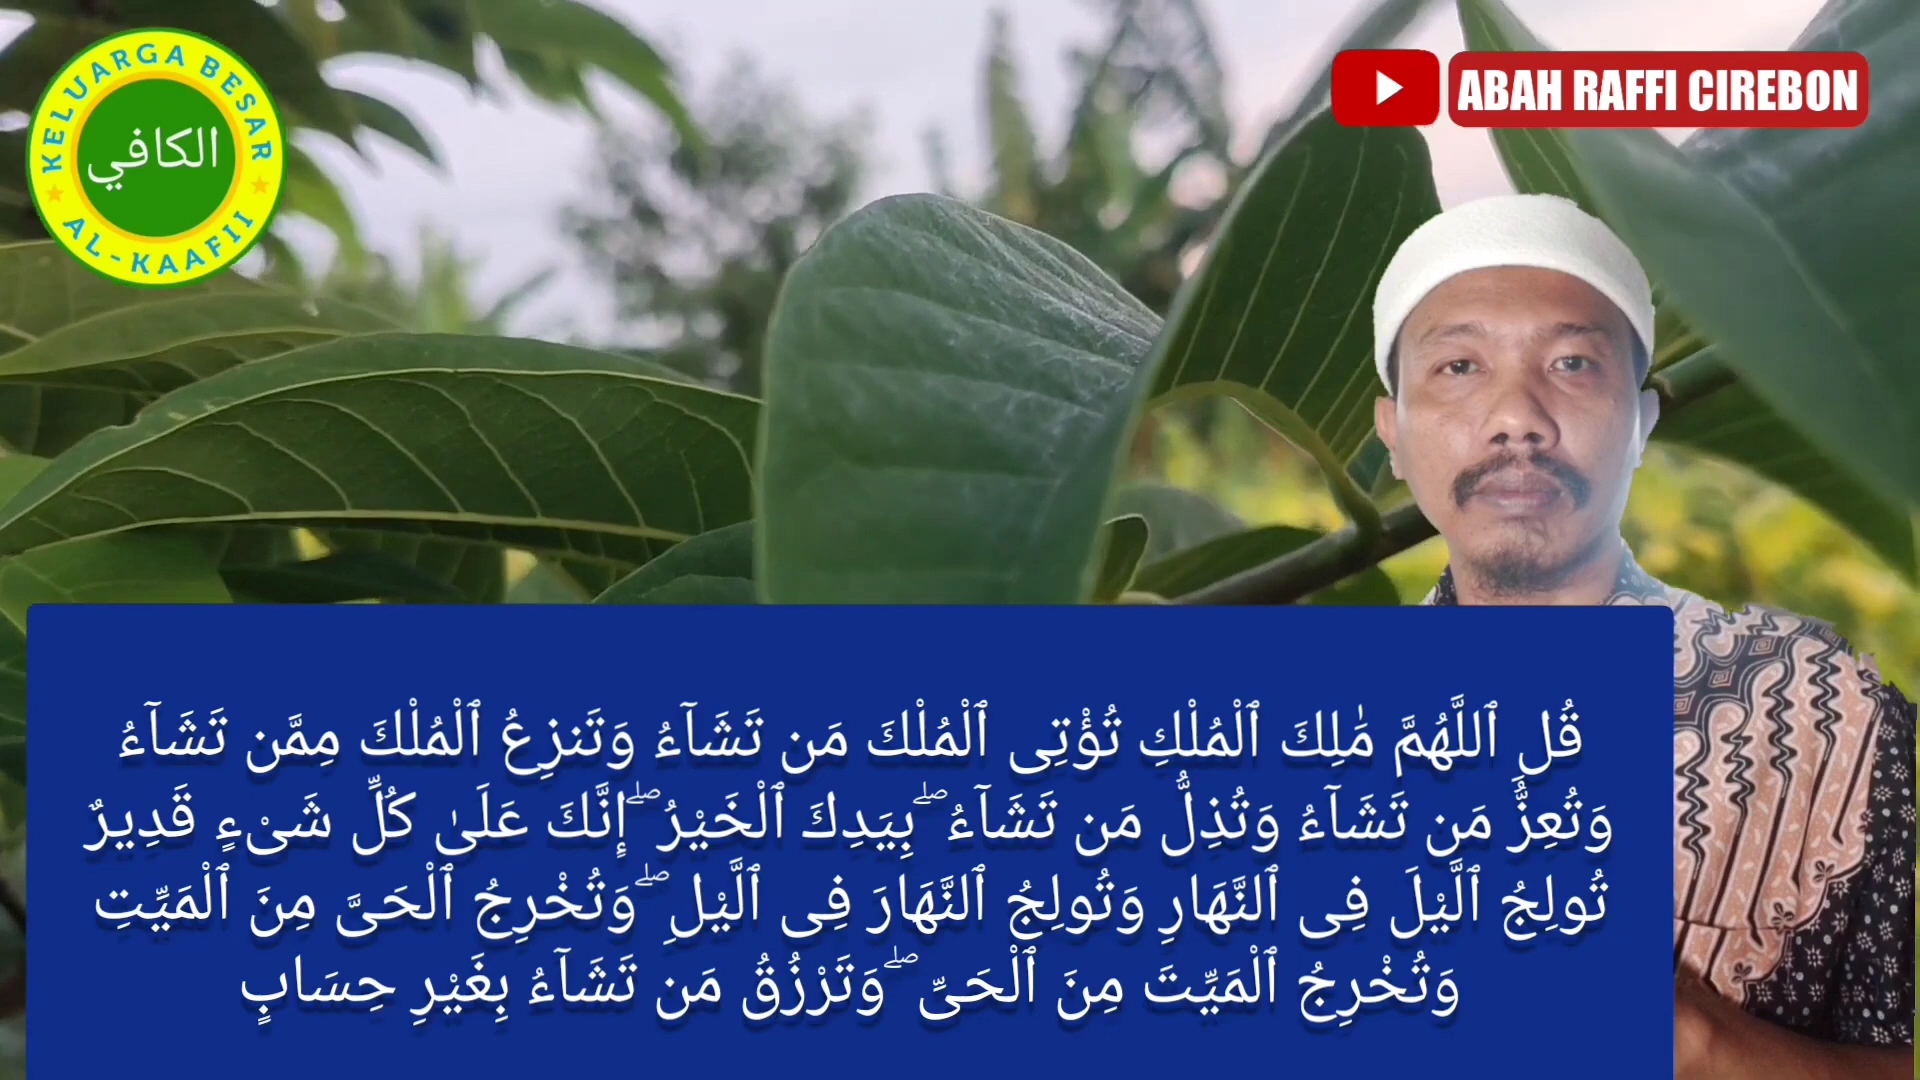 KELUARGA BESAR
الكافي
AL-KAAFII
ABAH RAFFI CIREBON
قُلِ ٱللَّهُمَّ مَٰلِكَ ٱلْمُلْكِ تُؤْتِى ٱلْمُلْكَ مَن تَشَآءُ وَتَنزِعُ ٱلْمُلْكَ مِمَّن تَشَآءُ
وَتُعِزُّ مَن تَشَآءُ وَتُذِلُّ مَن تَشَآءُ ۖ بِيَدِكَ ٱلْخَيْرُ ۖ إِنَّكَ عَلَىٰ كُلِّ شَىْءٍ قَدِيرٌ
تُولِجُ ٱلَّيْلَ فِى ٱلنَّهَارِ وَتُولِجُ ٱلنَّهَارَ فِى ٱلَّيْلِ ۖ وَتُخْرِجُ ٱلْحَىَّ مِنَ ٱلْمَيِّتِ
وَتُخْرِجُ ٱلْمَيِّتَ مِنَ ٱلْحَىِّ ۖ وَتَرْزُقُ مَن تَشَآءُ بِغَيْرِ حِسَابٍ